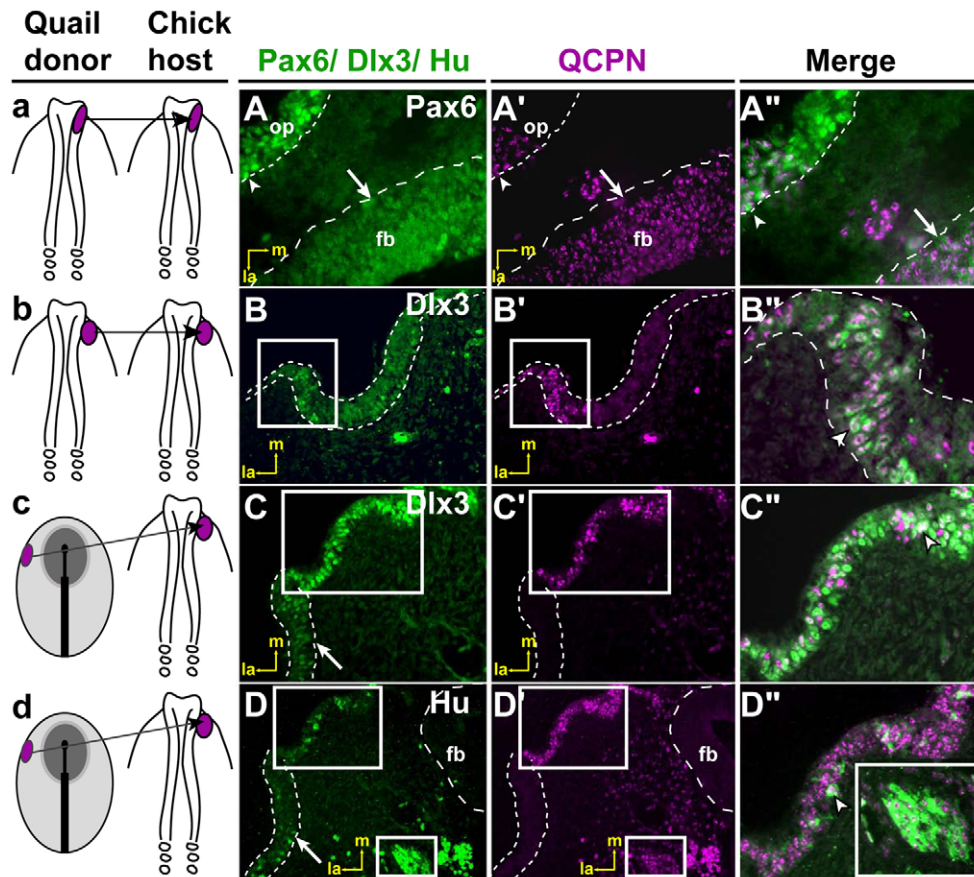 Quail donor
Chick host
Pax6/ Dlx3/ Hu
QCPN
Merge
a
A
Pax6
op
fb
m
la
A'
op
fb
A"
b
B
Dlx3
m
la
B'
m
la
B"
c
C
Dlx3
m
la
C'
m
la
C"
d
D
Hu
fb
m
la
D'
fb
m
la
D"